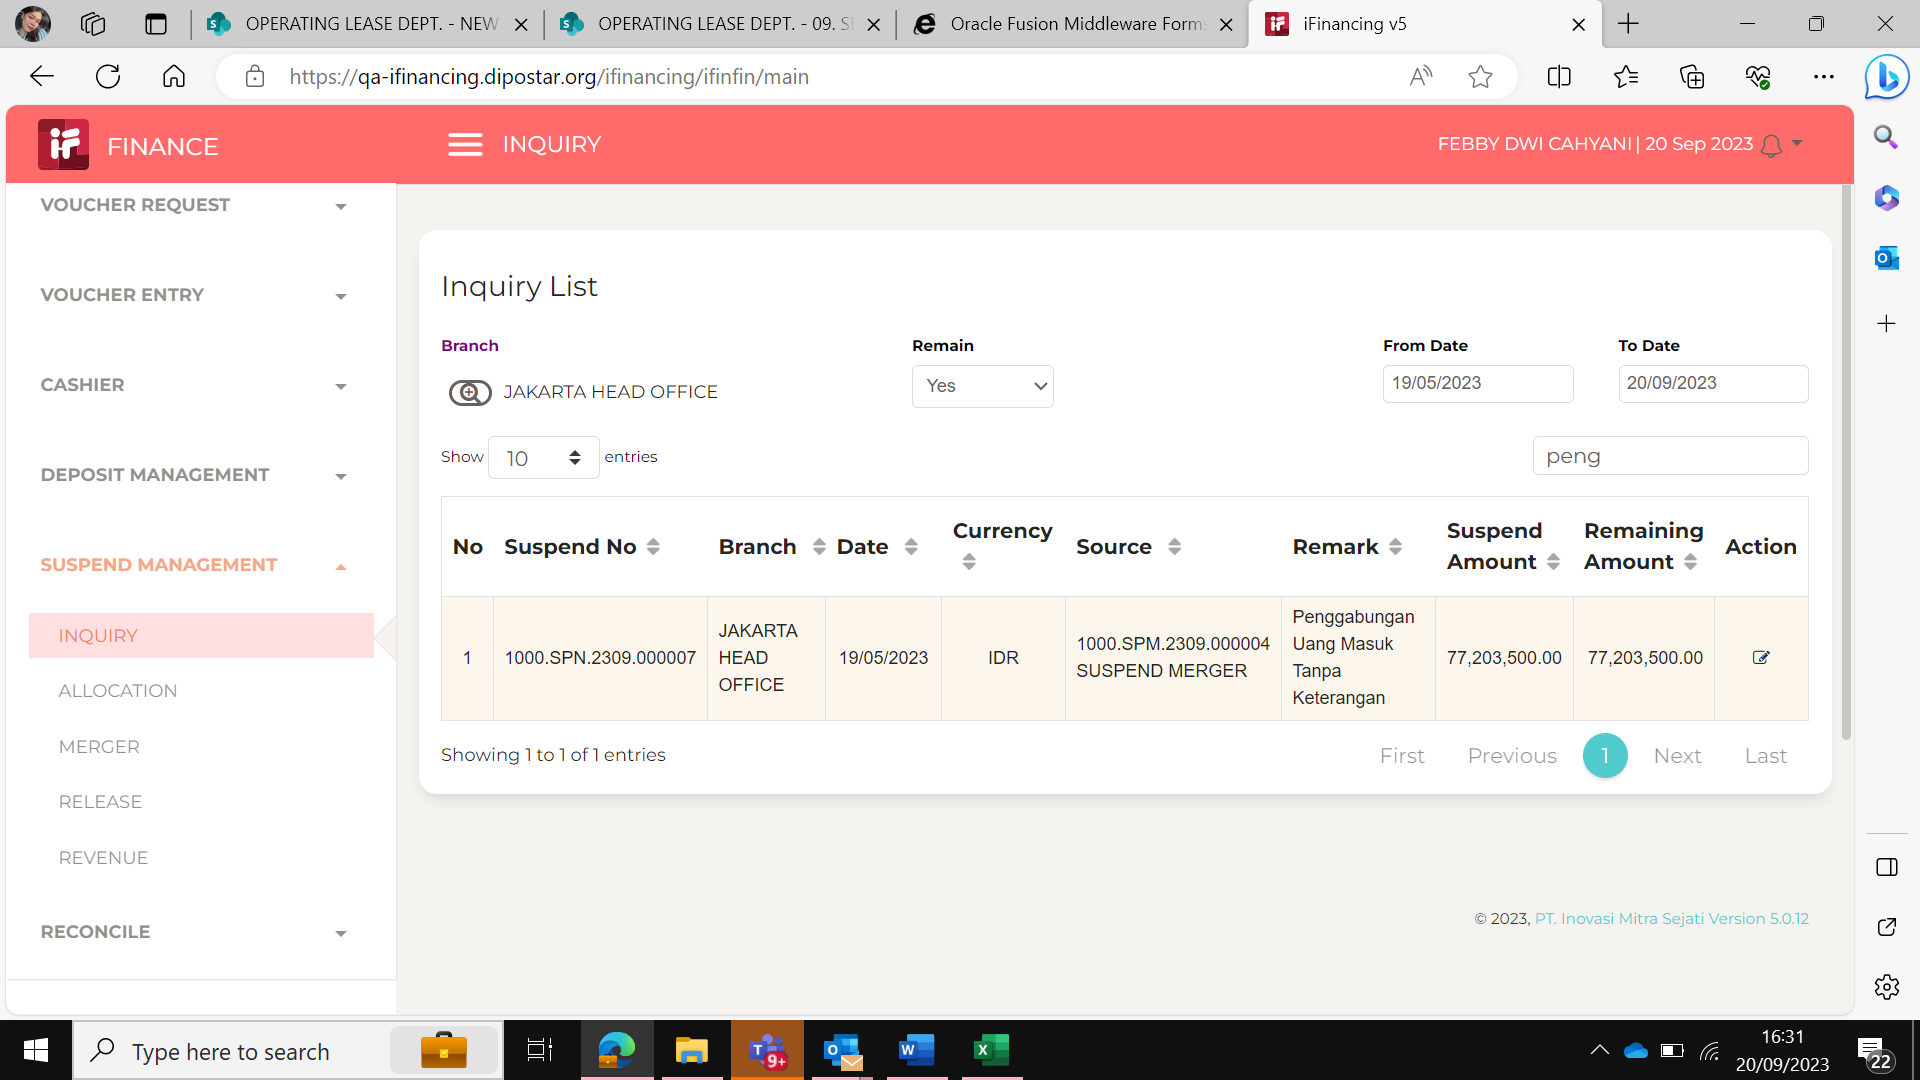 OPERATING LEASE DEPT. - NEW
OPERATING LEASE DEPT. - 09. S
Oracle Fusion Middleware Forms
iFinancing v5
https://qa-ifinancing.dipostar.org/ifinancing/ifinfin/main
iF
FINANCE
INQUIRY
FEBBY DWI CAHYANI | 20 Sep 2023
VOUCHER REQUEST
VOUCHER ENTRY
CASHIER
DEPOSIT MANAGEMENT
SUSPEND MANAGEMENT
INQUIRY
ALLOCATION
MERGER
RELEASE
REVENUE
RECONCILE
Inquiry List
Branch
JAKARTA HEAD OFFICE
Remain
Yes
From Date
19/05/2023
To Date
20/09/2023
Show 10 entries
peng
No Suspend No Branch Date Currency Source Remark Suspend Amount Remaining Amount Action
1 1000.SPN.2309.000007 JAKARTA HEAD OFFICE 19/05/2023 IDR 1000.SPM.2309.000004 SUSPEND MERGER Penggabungan Uang Masuk Tanpa Keterangan 77,203,500.00 77,203,500.00
Showing 1 to 1 of 1 entries
First Previous 1 Next Last
© 2023, PT. Inovasi Mitra Sejati Version 5.0.12
Type here to search
9+
16:31
20/09/2023
22